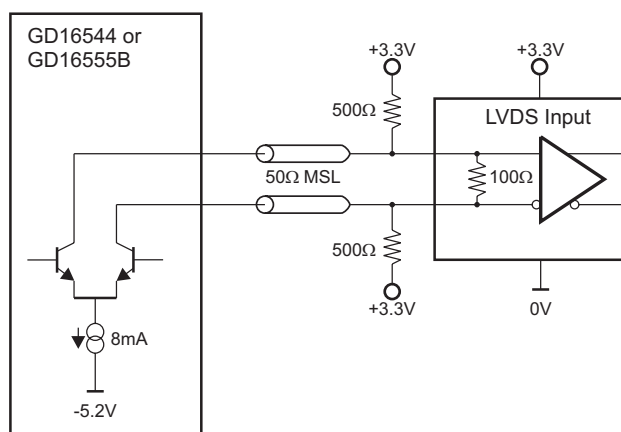 GD16544 or
GD16555B
+3.3V
+3.3V
500Ω
LVDS Input
50Ω MSL
100Ω
500Ω
+3.3V
0V
8mA
-5.2V